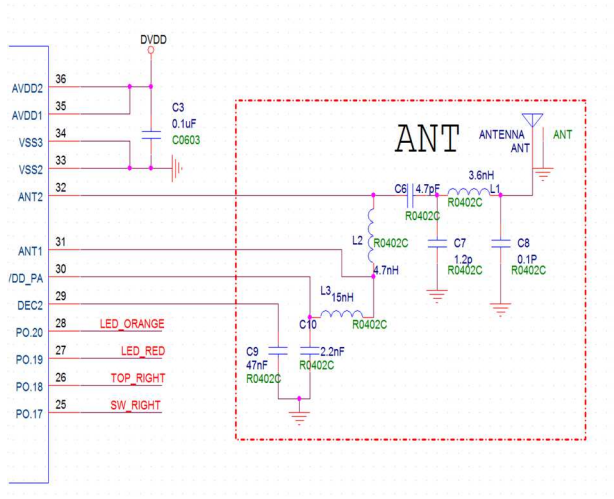 DVDD
AVDD2 36
AVDD1 35
VSS3 34
VSS2 33
ANT2 32
ANT1 31
/DD_PA 30
DEC2 29
PO.20 28 LED_ORANGE
PO.19 27 LED_RED
PO.18 26 TOP_RIGHT
PO.17 25 SW_RIGHT
C3
0.1uF
C0603
ANT
ANTENNA
ANT
ANT
C6 4.7pF
R0402C
3.6nH
L1
R0402C
L2
R0402C
4.7nH
C7
1.2p
R0402C
C8
0.1P
R0402C
L3 15nH
R0402C
C9
47nF
R0402C
C10
2.2nF
R0402C